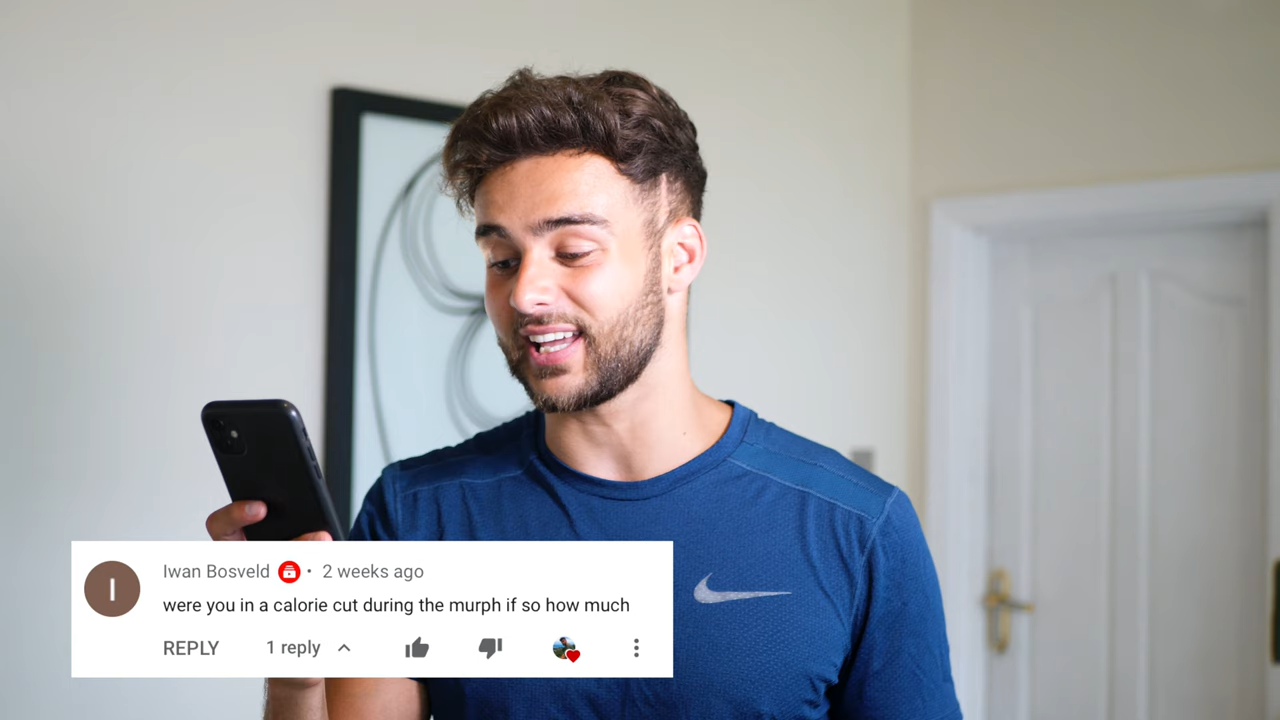 I
Iwan Bosveld • 2 weeks ago
were you in a calorie cut during the murph if so how much
REPLY 1 reply